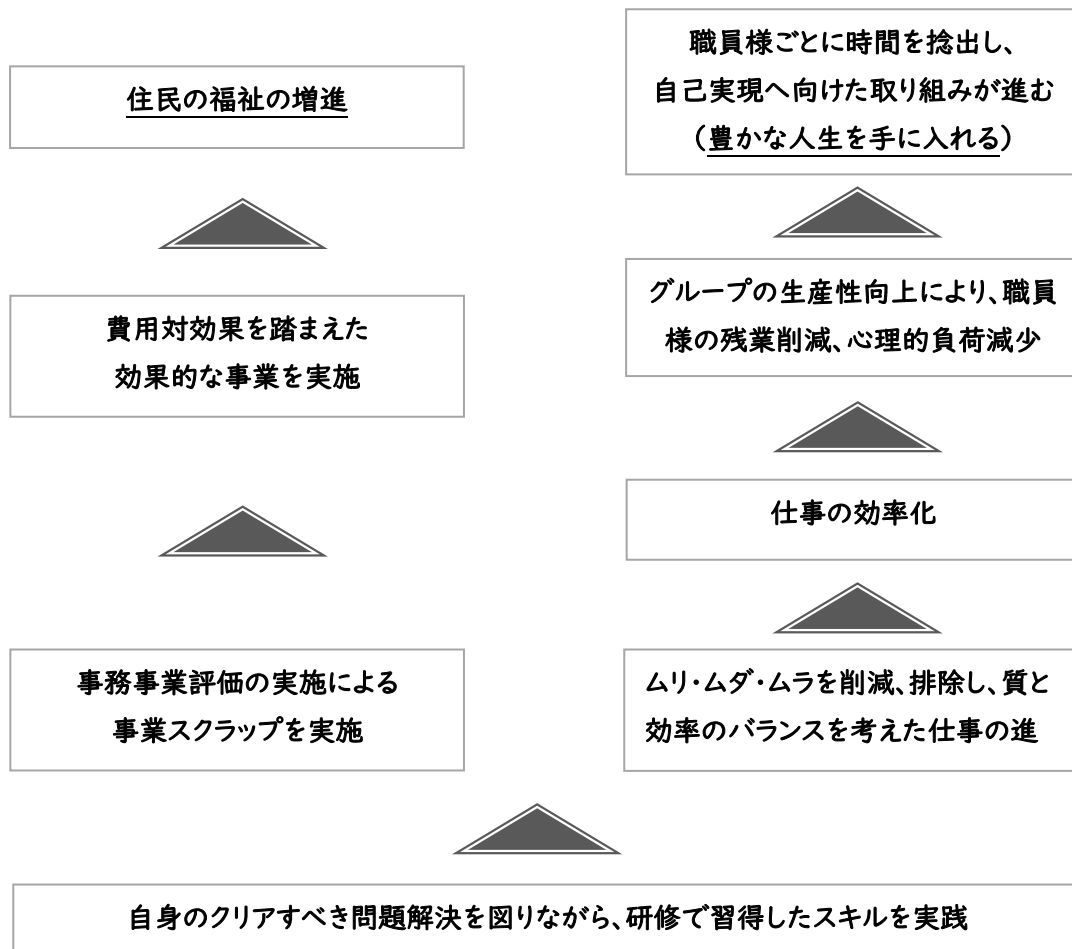 住民の福祉の増進
費用対効果を踏まえた
効果的な事業を実施
事務事業評価の実施による
事業スクラップを実施
職員様ごとに時間を捻出し、
自己実現へ向けた取り組みが進む
(豊かな人生を手に入れる)
グループの生産性向上により、職員
様の残業削減、心理的負荷減少
仕事の効率化
ムリ・ムダ・ムラを削減、排除し、質と
効率のバランスを考えた仕事の進
自身のクリアすべき問題解決を図りながら、研修で習得したスキルを実践